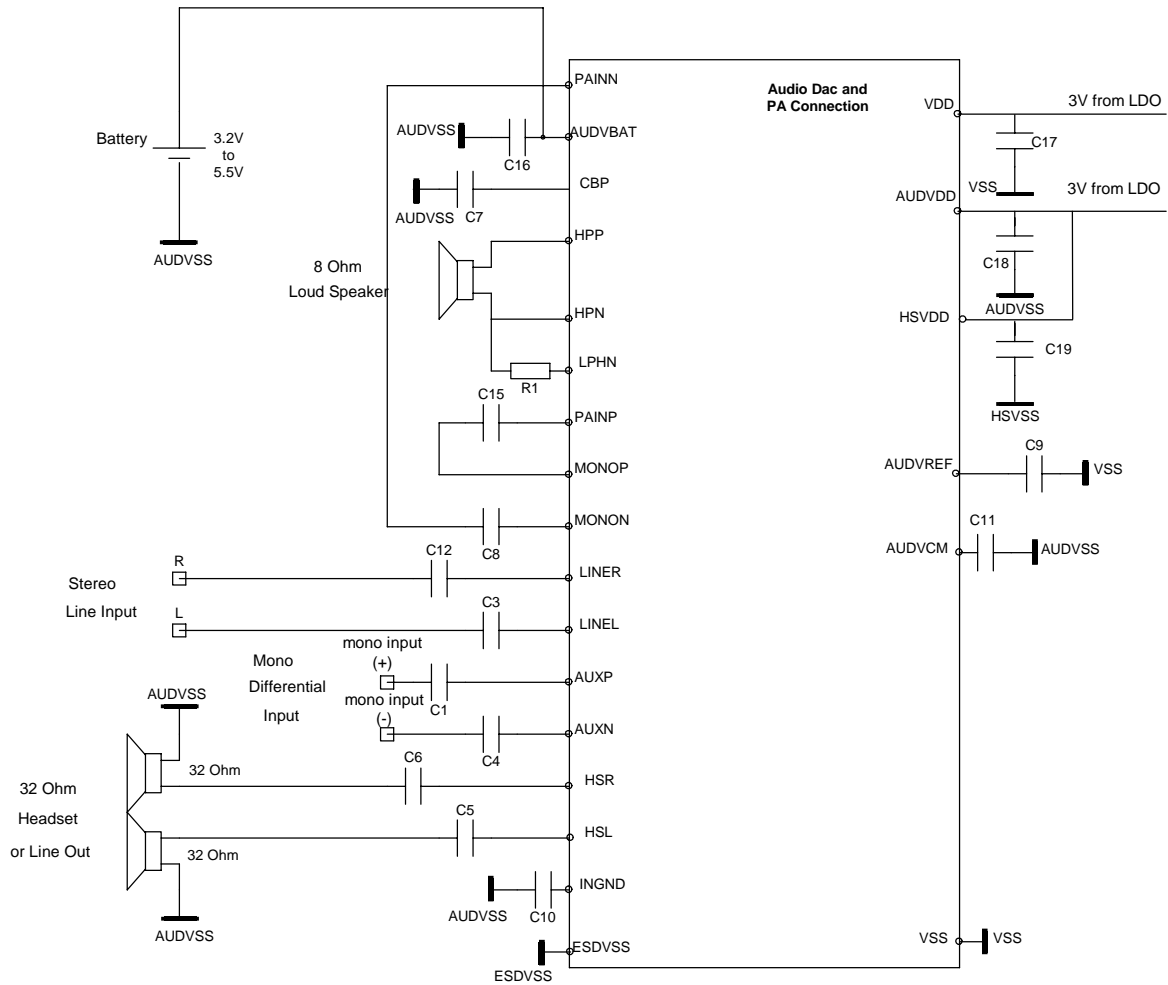 PAINN
Audio Dac and
PA Connection
VDD
3V from LDO
Battery
3.2V
to
5.5V
AUDVSS
AUDVSS
C16
AUDVBAT
C17
VSS
3V from LDO
AUDVDD
CBP
AUDVSS
C7
HPP
C18
AUDVSS
8 Ohm
Loud Speaker
HPN
HSVDD
C19
HSVSS
LPHN
R1
C15
PAINP
MONOP
AUDVREF
C9
VSS
MONON
C8
C11
AUDVCM
AUDVSS
R
C12
LINER
Stereo
Line Input
L
C3
LINEL
mono input
(+)
Mono
Differential
Input
C1
AUXP
mono input
(-)
C4
AUXN
AUDVSS
32 Ohm
C6
HSR
32 Ohm
Headset
or Line Out
C5
HSL
32 Ohm
AUDVSS
AUDVSS
C10
INGND
ESDVSS
ESDVSS
VSS
VSS